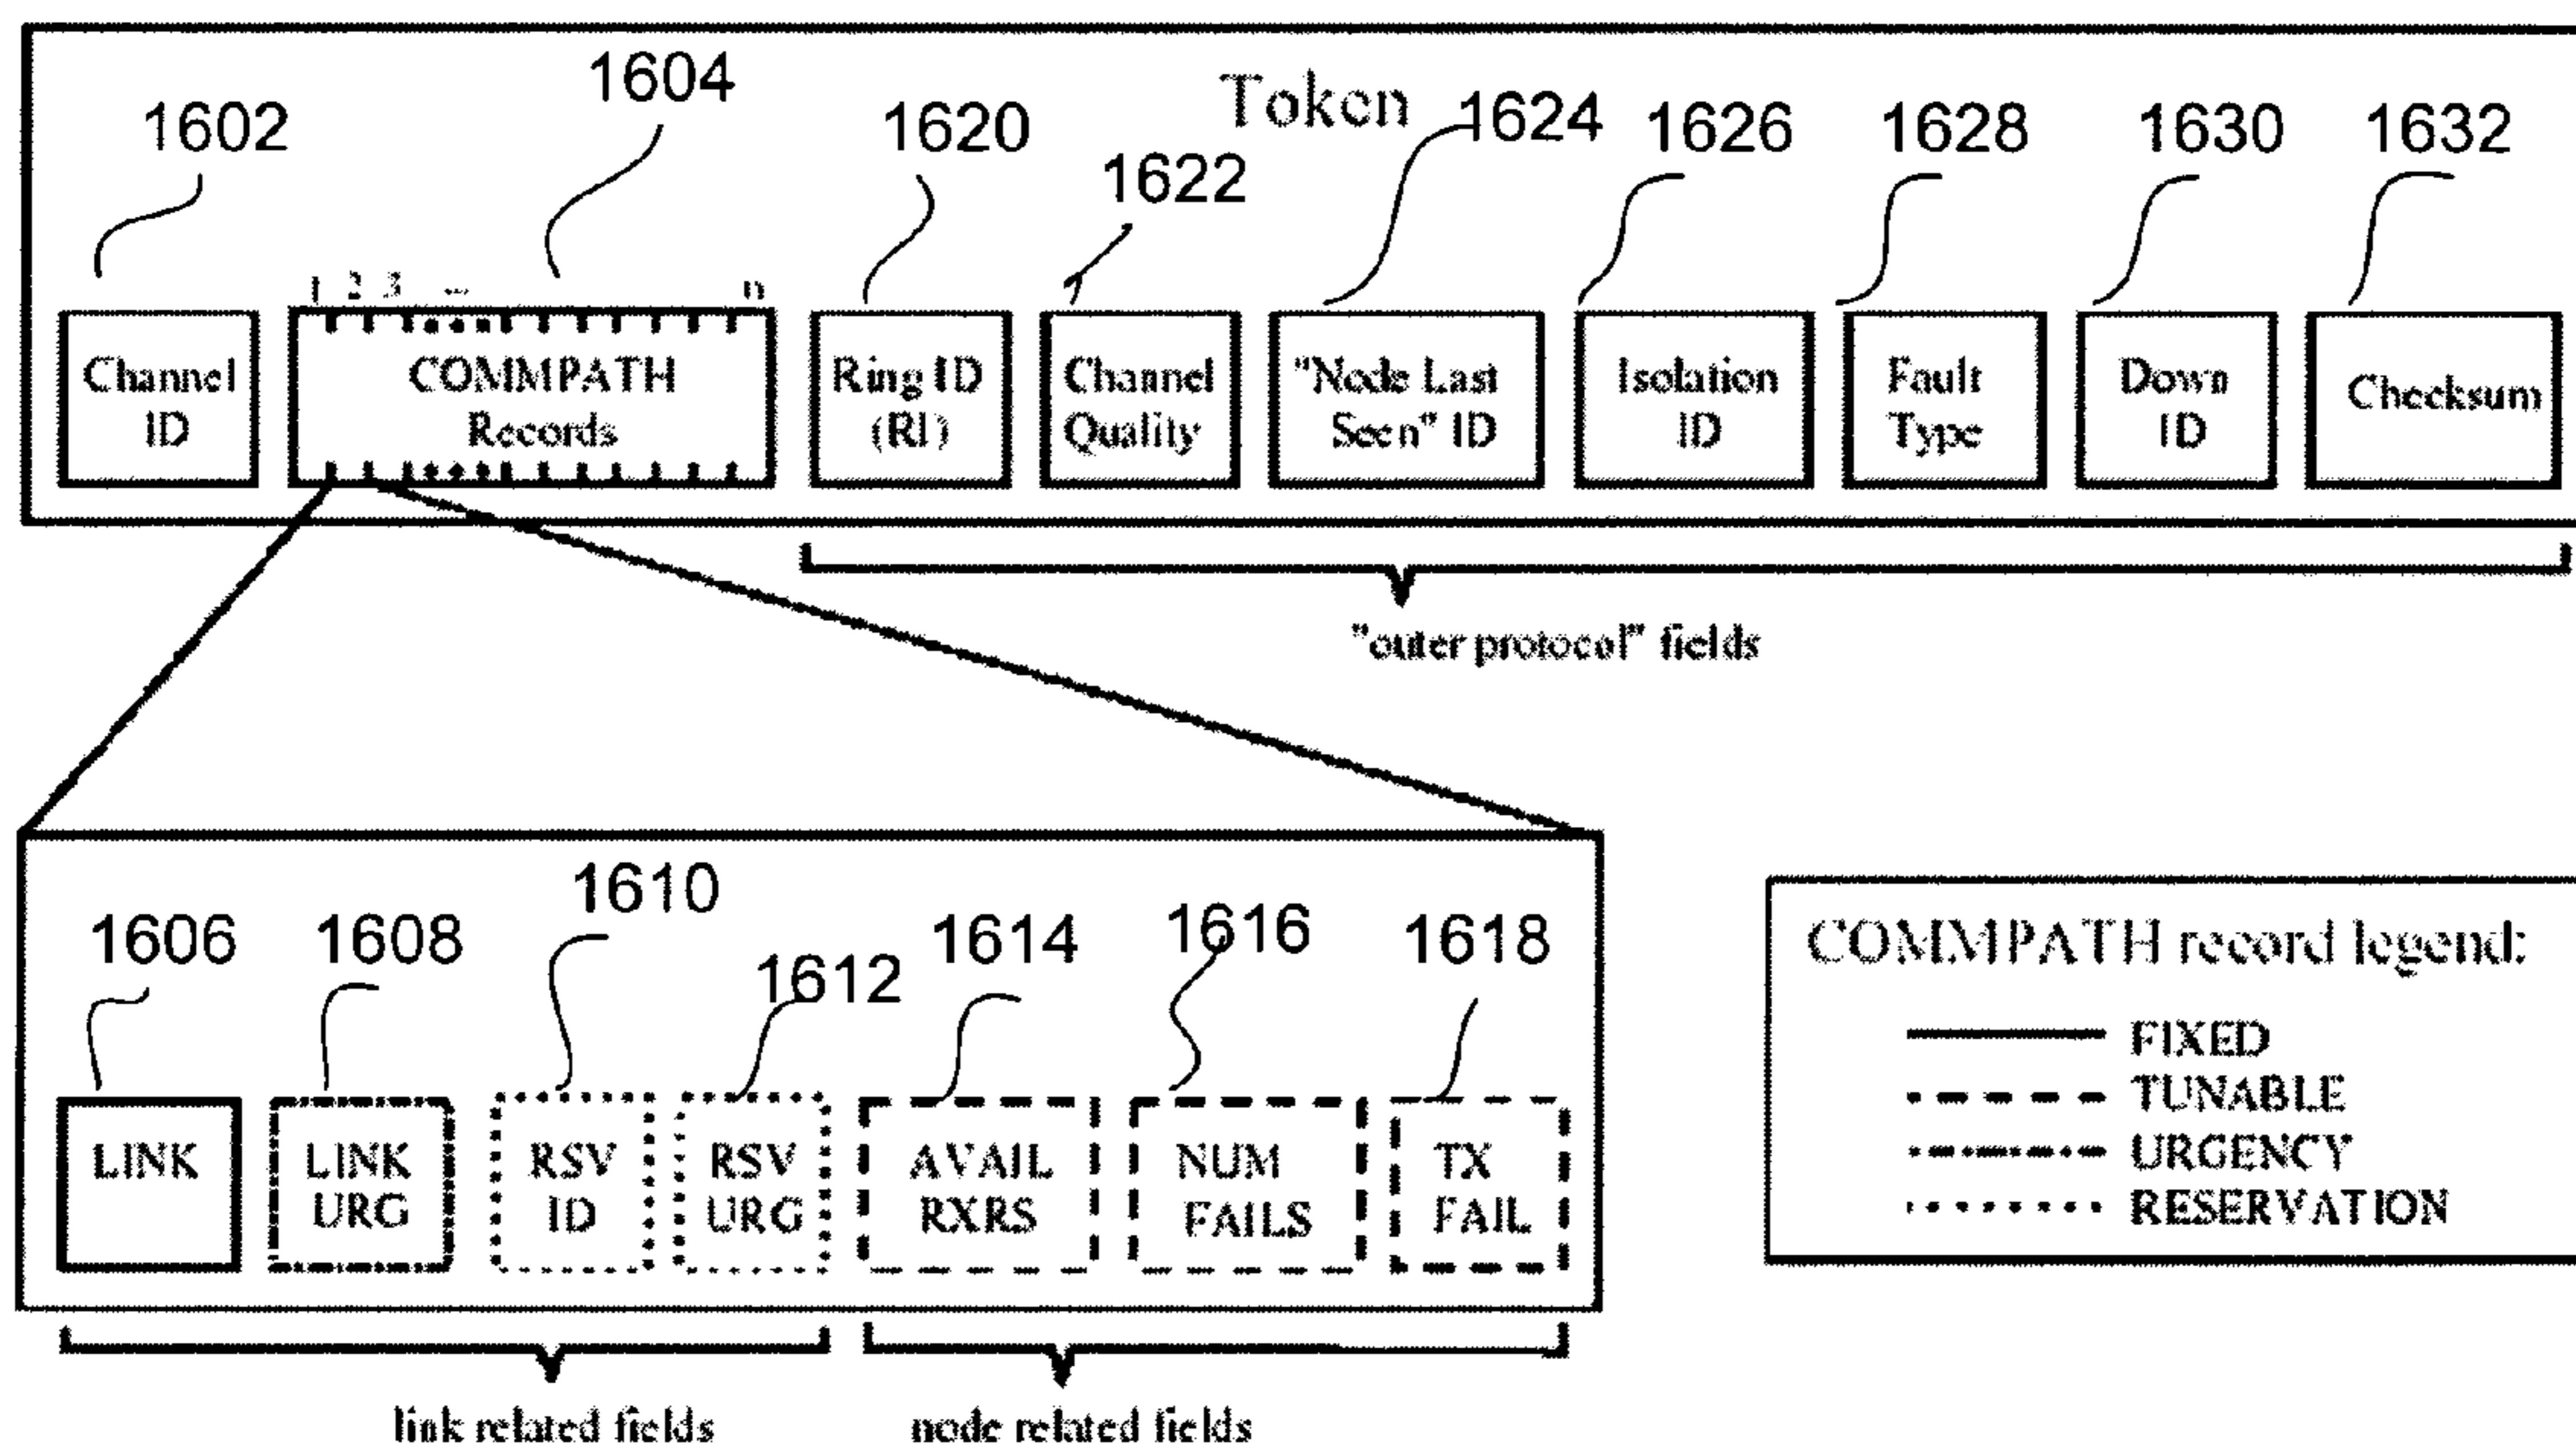 Token
1602
1604
1620
1622
1624
1626
1628
1630
1632
1 2 3 ... n
Channel
ID
COMMPATH
Records
Ring ID
(RI)
Channel
Quality
"Node Last
Seen" ID
Isolation
ID
Fault
Type
Down
ID
Checksum
"outer protocol" fields
1606
1608
1610
1612
1614
1616
1618
LINK
LINK
URG
RSV
ID
RSV
URG
AVAIL
RXRS
NUM
FAILS
TX
FAIL
link related fields
node related fields
COMMPATH record legend:
FIXED
TUNABLE
URGENCY
RESERVATION